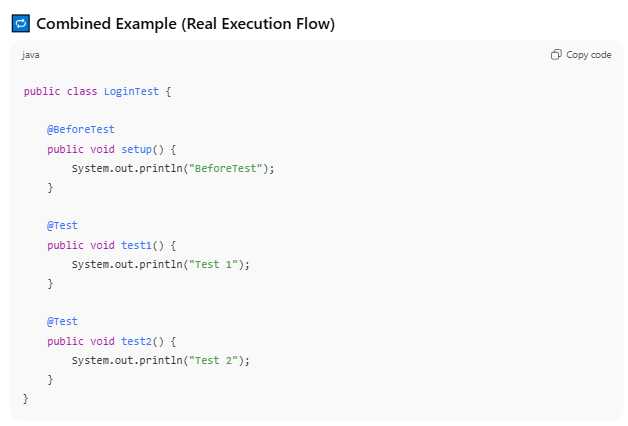 Combined Example (Real Execution Flow)
java
Copy code
public class LoginTest {
@BeforeTest
public void setup() {
System.out.println("BeforeTest");
}
@Test
public void test1() {
System.out.println("Test 1");
}
@Test
public void test2() {
System.out.println("Test 2");
}
}